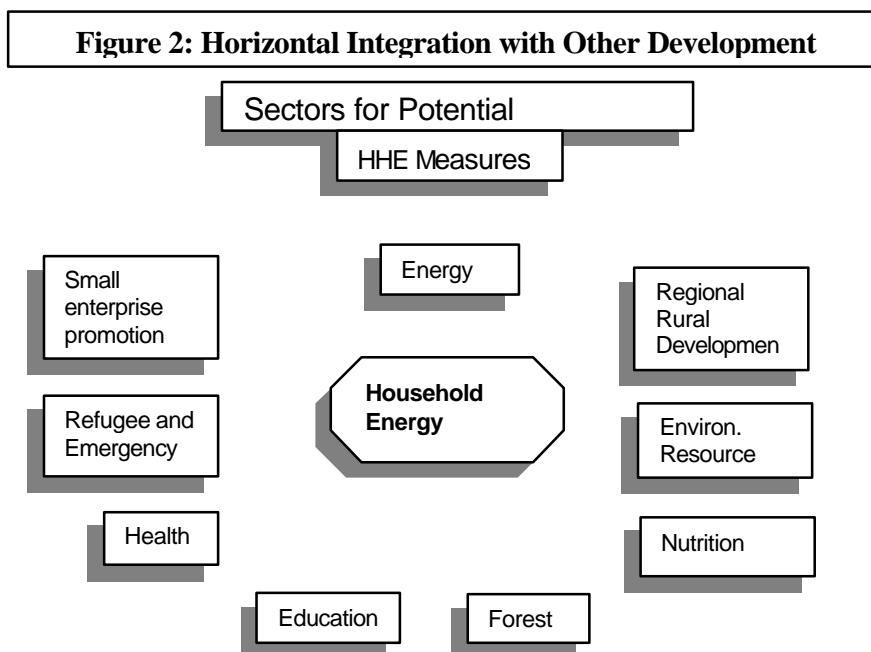 Figure 2: Horizontal Integration with Other Development
Sectors for Potential
HHE Measures
Energy
Small
enterprise
promotion
Regional
Rural
Developmen
Household
Energy
Refugee and
Emergency
Environ.
Resource
Health
Nutrition
Education
Forest